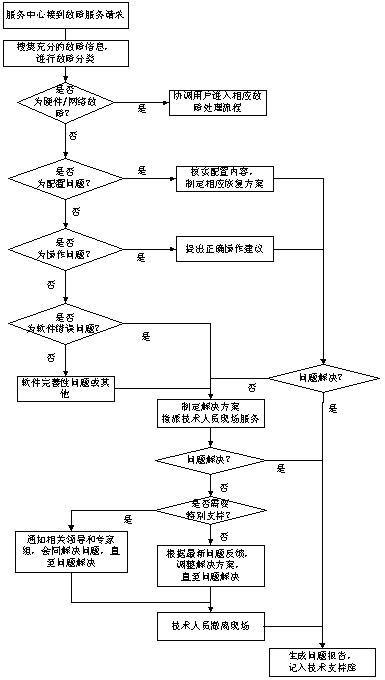 服务中心接到故障服务请求
搜集充分的故障信息,
进行故障分类
是否
为硬件/网络故
障?
是
协调用户进入相应故
障处理流程
否
是否
为配置问题?
是
核实配置内容,
制定相应恢复方案
否
是否
为操作问题?
是
提出正确操作建议
否
是否
为软件错误问题?
是
否
软件完整性问题或其
他
问题解决?
否
是
制定解决方案
指派技术人员现场服务
问题解决?
是
否
是否需要
特别支持?
是
否
通知相关领导和专家
组,会同解决问题,直
至问题解决
根据最新问题反馈,
调整解决方案,
直至问题解决
技术人员撤离现场
生成问题报告,
记入技术支持库